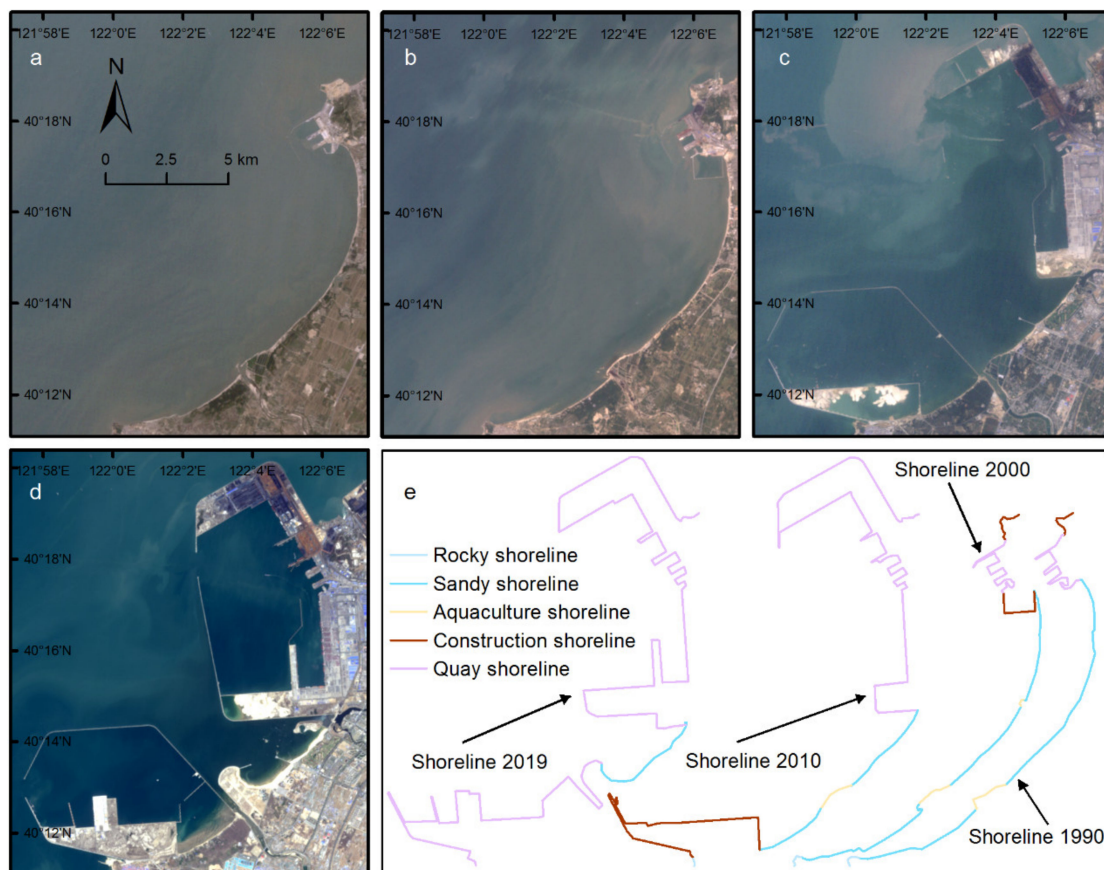 121°58'E 122°0'E 122°2'E 122°4'E 122°6'E
a
N
40°18'N
0 2.5 5 km
40°16'N
40°14'N
40°12'N
121°58'E 122°0'E 122°2'E 122°4'E 122°6'E
b
40°18'N
40°16'N
40°14'N
40°12'N
121°58'E 122°0'E 122°2'E 122°4'E 122°6'E
c
40°18'N
40°16'N
40°14'N
40°12'N
121°58'E 122°0'E 122°2'E 122°4'E 122°6'E
d
40°18'N
40°16'N
40°14'N
40°12'N
e
Shoreline 2000
Rocky shoreline
Sandy shoreline
Aquaculture shoreline
Construction shoreline
Quay shoreline
Shoreline 2019
Shoreline 2010
Shoreline 1990